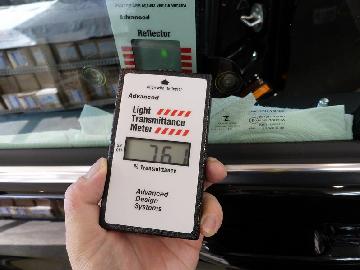 Advanced
Reflector
Advanced
Light
Transmittance
Meter
76.1
% Transmittance
Advanced
Design
Systems